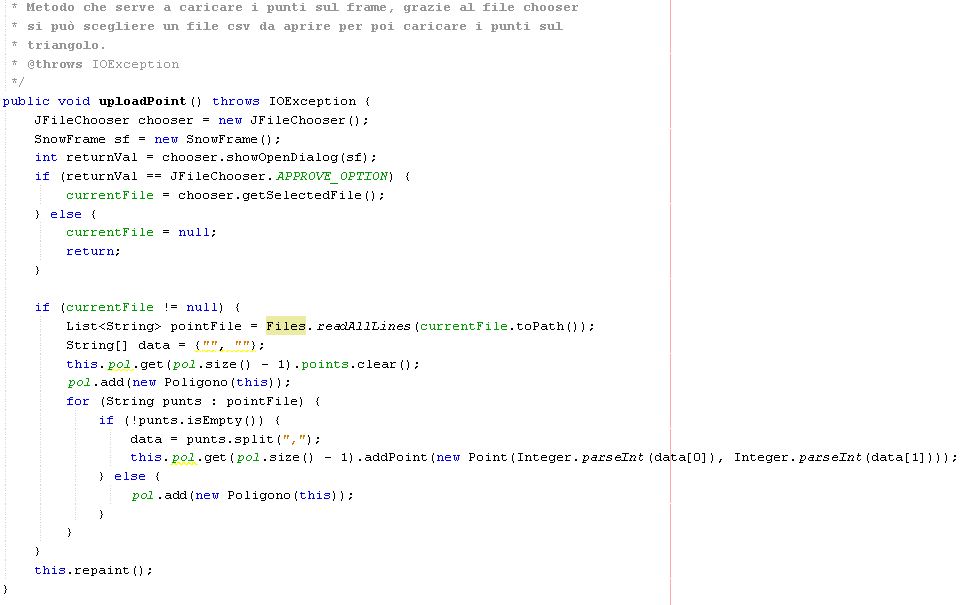 * Metodo che serve a caricare i punti sul frame, grazie al file chooser
* si può scegliere un file csv da aprire per poi caricare i punti sul
* triangolo.
* @throws IOException
*/
public void uploadPoint() throws IOException {
    JFileChooser chooser = new JFileChooser();
    SnowFrame sf = new SnowFrame();
    int returnVal = chooser.showOpenDialog(sf);
    if (returnVal == JFileChooser.APPROVE_OPTION) {
        currentFile = chooser.getSelectedFile();
    } else {
        currentFile = null;
        return;
    }

    if (currentFile != null) {
        List<String> pointFile = Files.readAllLines(currentFile.toPath());
        String[] data = {"", ""};
        this.pol.get(pol.size() - 1).points.clear();
        pol.add(new Poligono(this));
        for (String punts : pointFile) {
            if (!punts.isEmpty()) {
                data = punts.split(",");
                this.pol.get(pol.size() - 1).addPoint(new Point(Integer.parseInt(data[0]), Integer.parseInt(data[1])));
            } else {
                pol.add(new Poligono(this));
            }
        }
    }
    this.repaint();
}